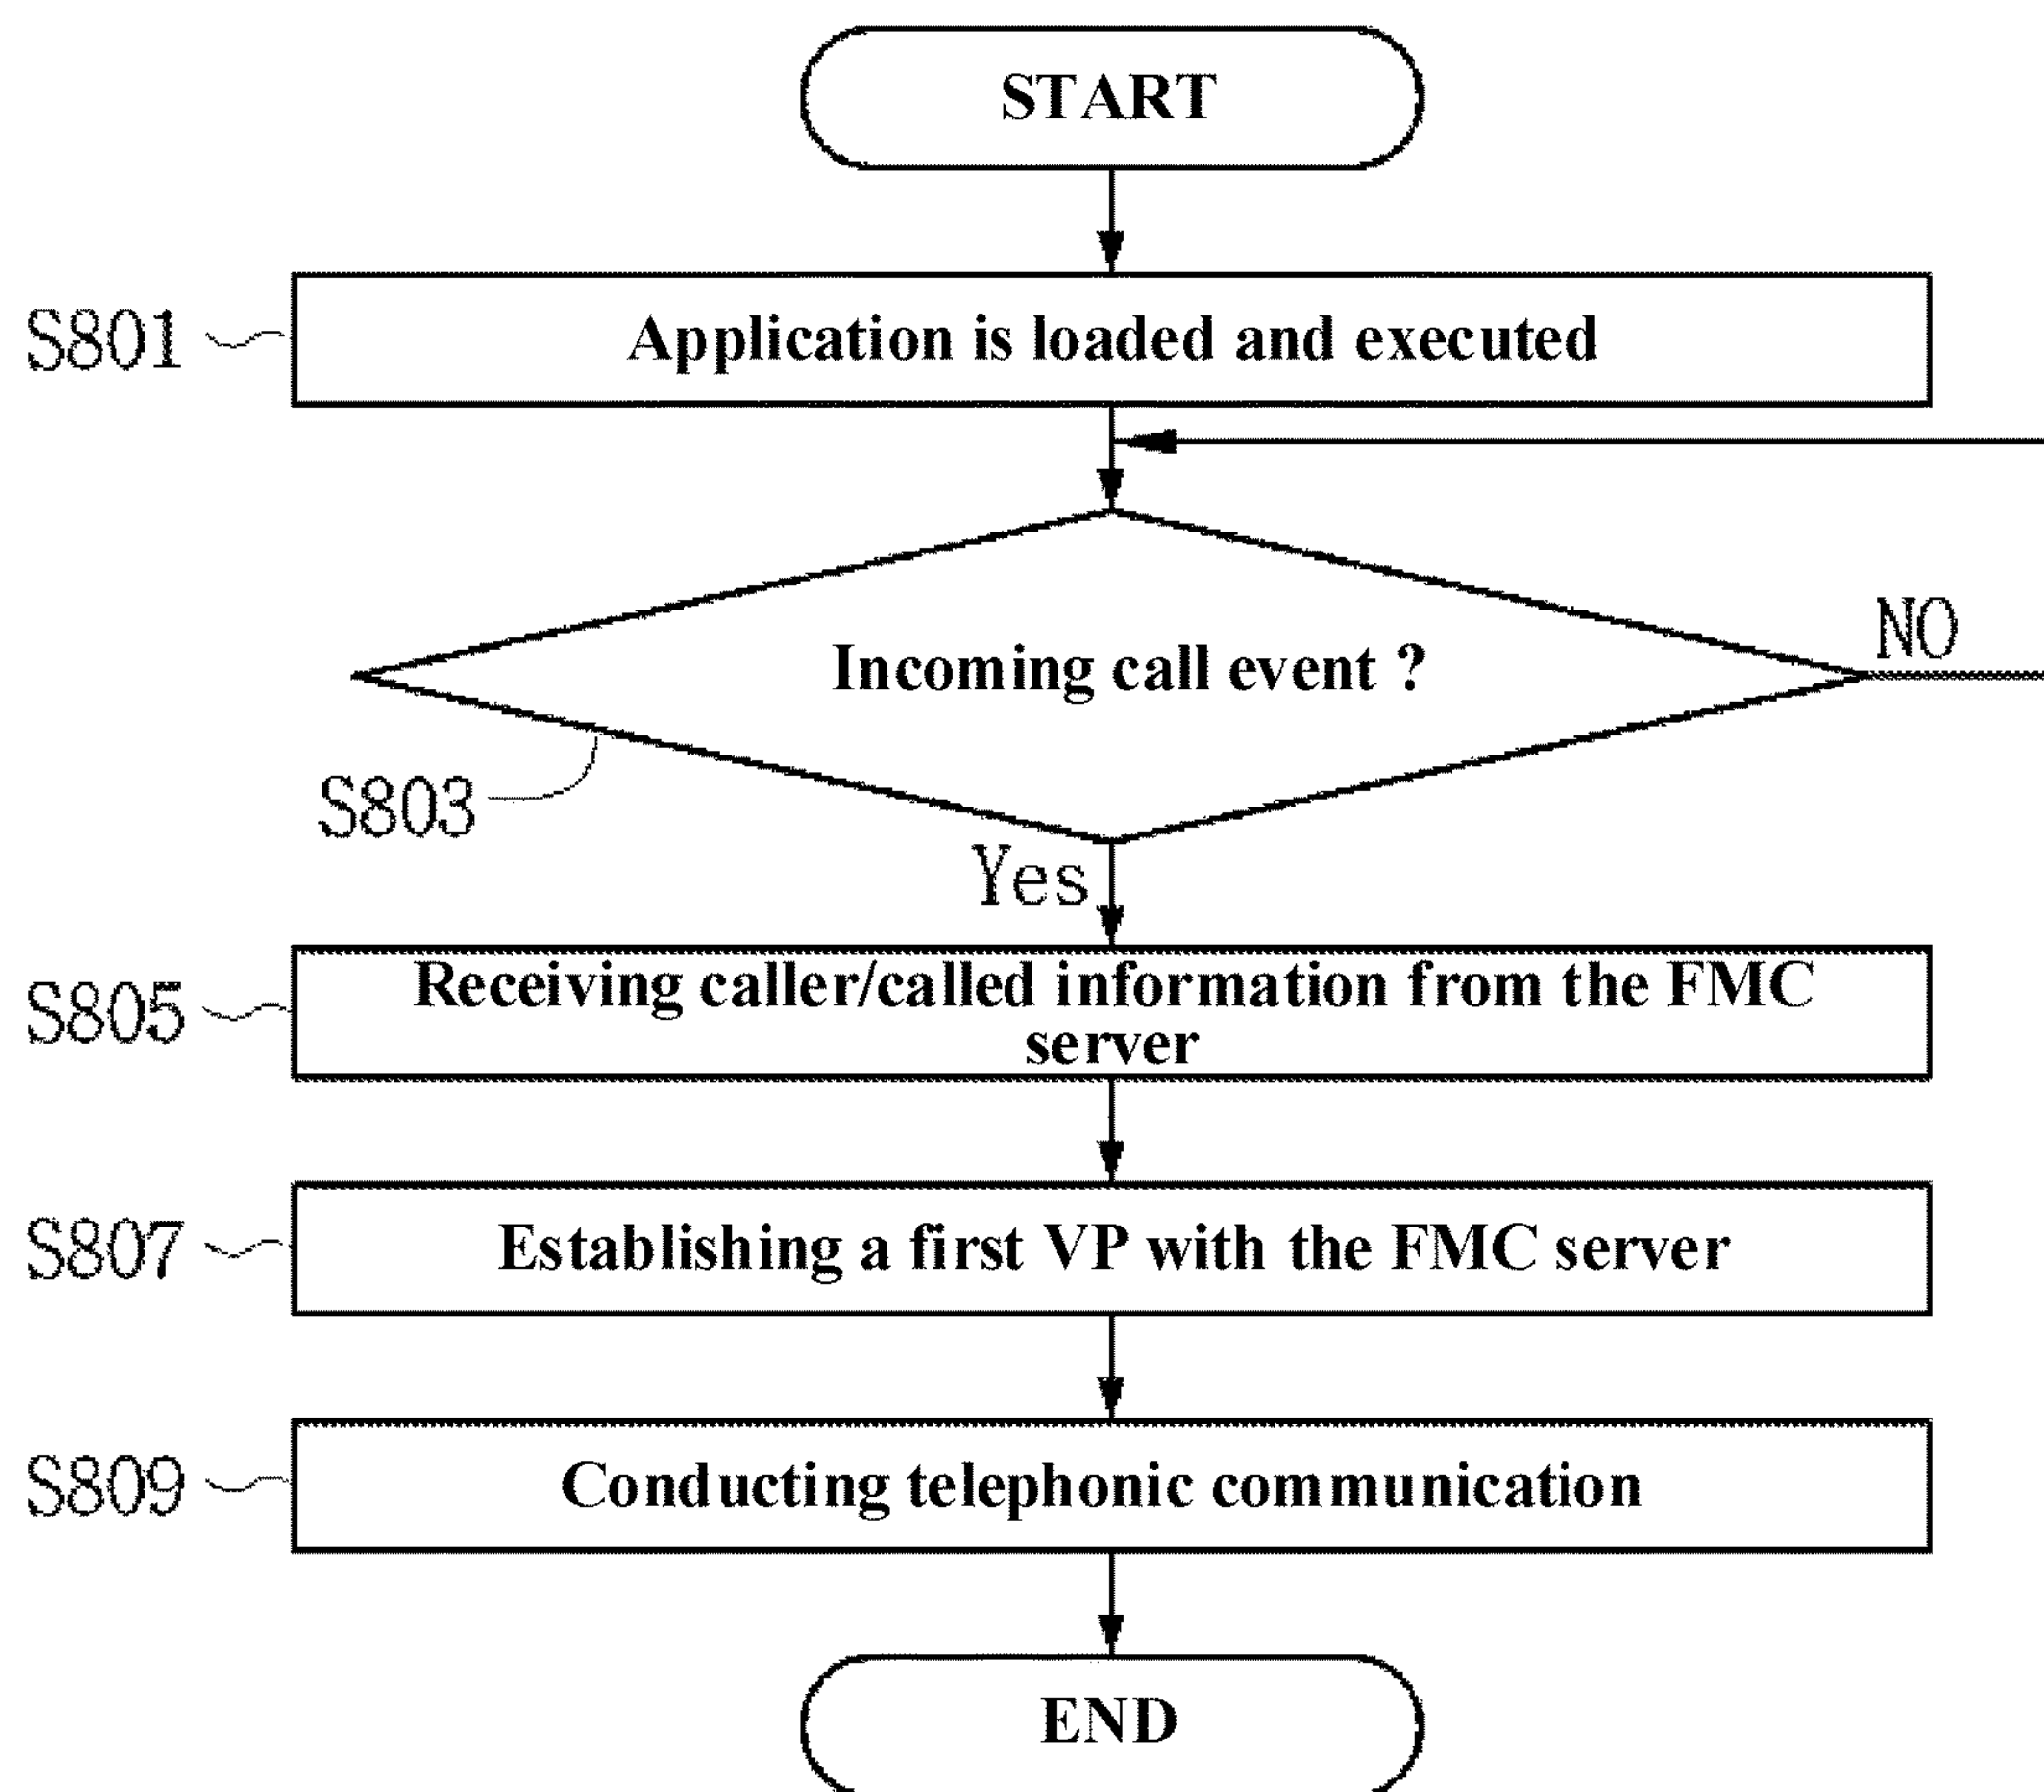 START
S801
Application is loaded and executed
Incoming call event ?
NO
S803
Yes
S805
Receiving caller/called information from the FMC
server
S807
Establishing a first VP with the FMC server
S809
Conducting telephonic communication
END